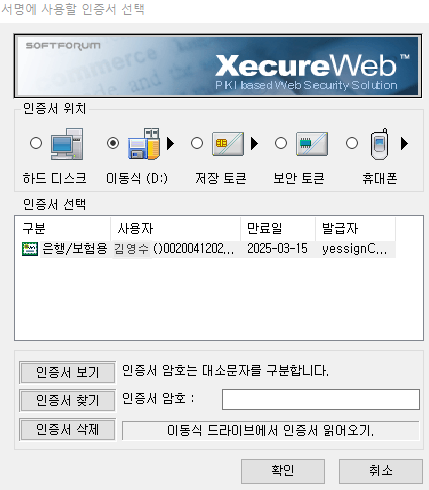 서명에 사용할 인증서 선택
SOFTFORUM
XecureWeb™
PKI based Web Security Solution
인증서 위치
하드 디스크 이동식 (D:) 저장 토큰 보안 토큰 휴대폰
인증서 선택
구분 사용자 만료일 발급자
은행/보험용 김영수 ()0020041202... 2025-03-15 yessignC...
인증서 보기 인증서 암호는 대소문자를 구분합니다.
인증서 찾기 인증서 암호 :
인증서 삭제 이동식 드라이브에서 인증서 읽어오기.
확인 취소